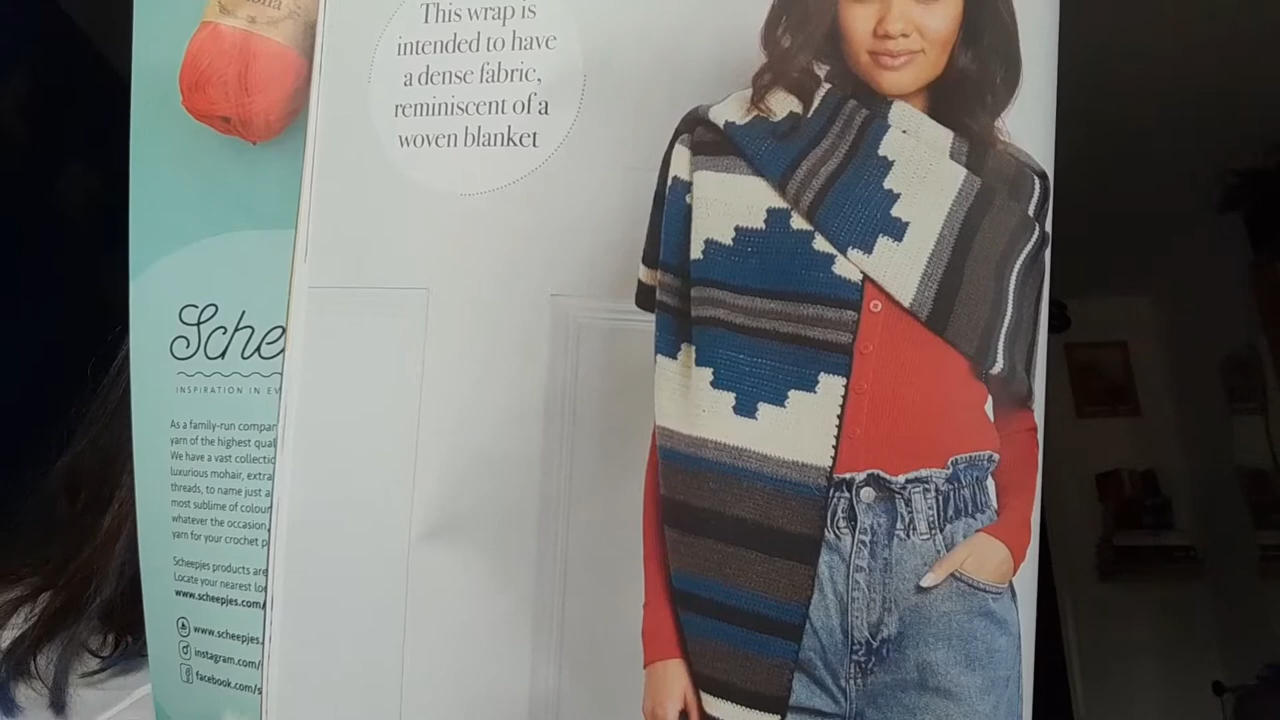 This wrap is
intended to have
a dense fabric,
reminiscent of a
woven blanket
Sche
INSPIRATION IN EV
As a family-run compan
yarn of the highest qual
We have a vast collectio
luxurious mohair, extra
threads, to name just a
most sublime of colour
whatever the occasion,
yarn for your crochet p
Scheepjes products are
Locate your nearest lo
www.scheepjes.com/
www.scheepjes.
instagram.com/
facebook.com/s